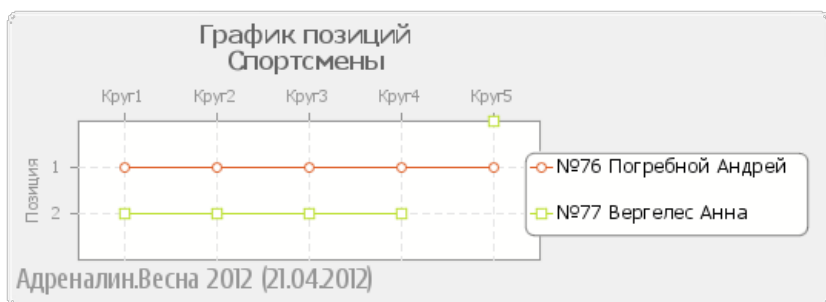 График позиций
Спортсмены
Круг1 Круг2 Круг3 Круг4 Круг5
Позиция
1
2
№76 Погребной Андрей
№77 Вергелес Анна
Адреналин.Весна 2012 (21.04.2012)